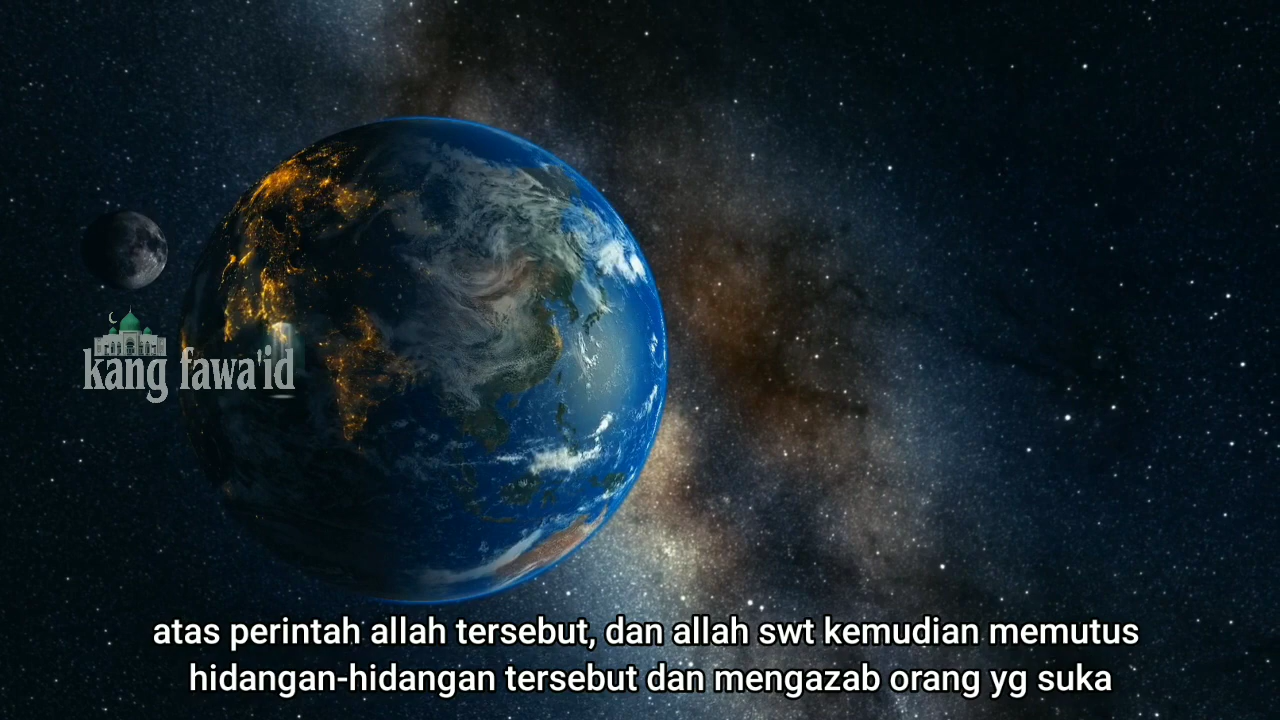 kang fawa'id
atas perintah allah tersebut, dan allah swt kemudian memutus
hidangan-hidangan tersebut dan mengazab orang yg suka